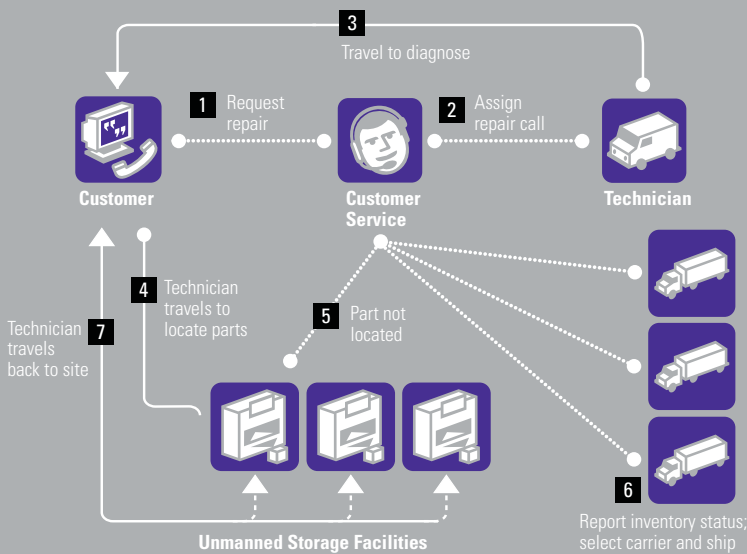 3
Travel to diagnose
1
Request
repair
2
Assign
repair call
Customer
Customer
Service
Technician
4
Technician
travels to
locate parts
5
Part not
located
Technician
travels
back to site
7
6
Report inventory status;
select carrier and ship
Unmanned Storage Facilities